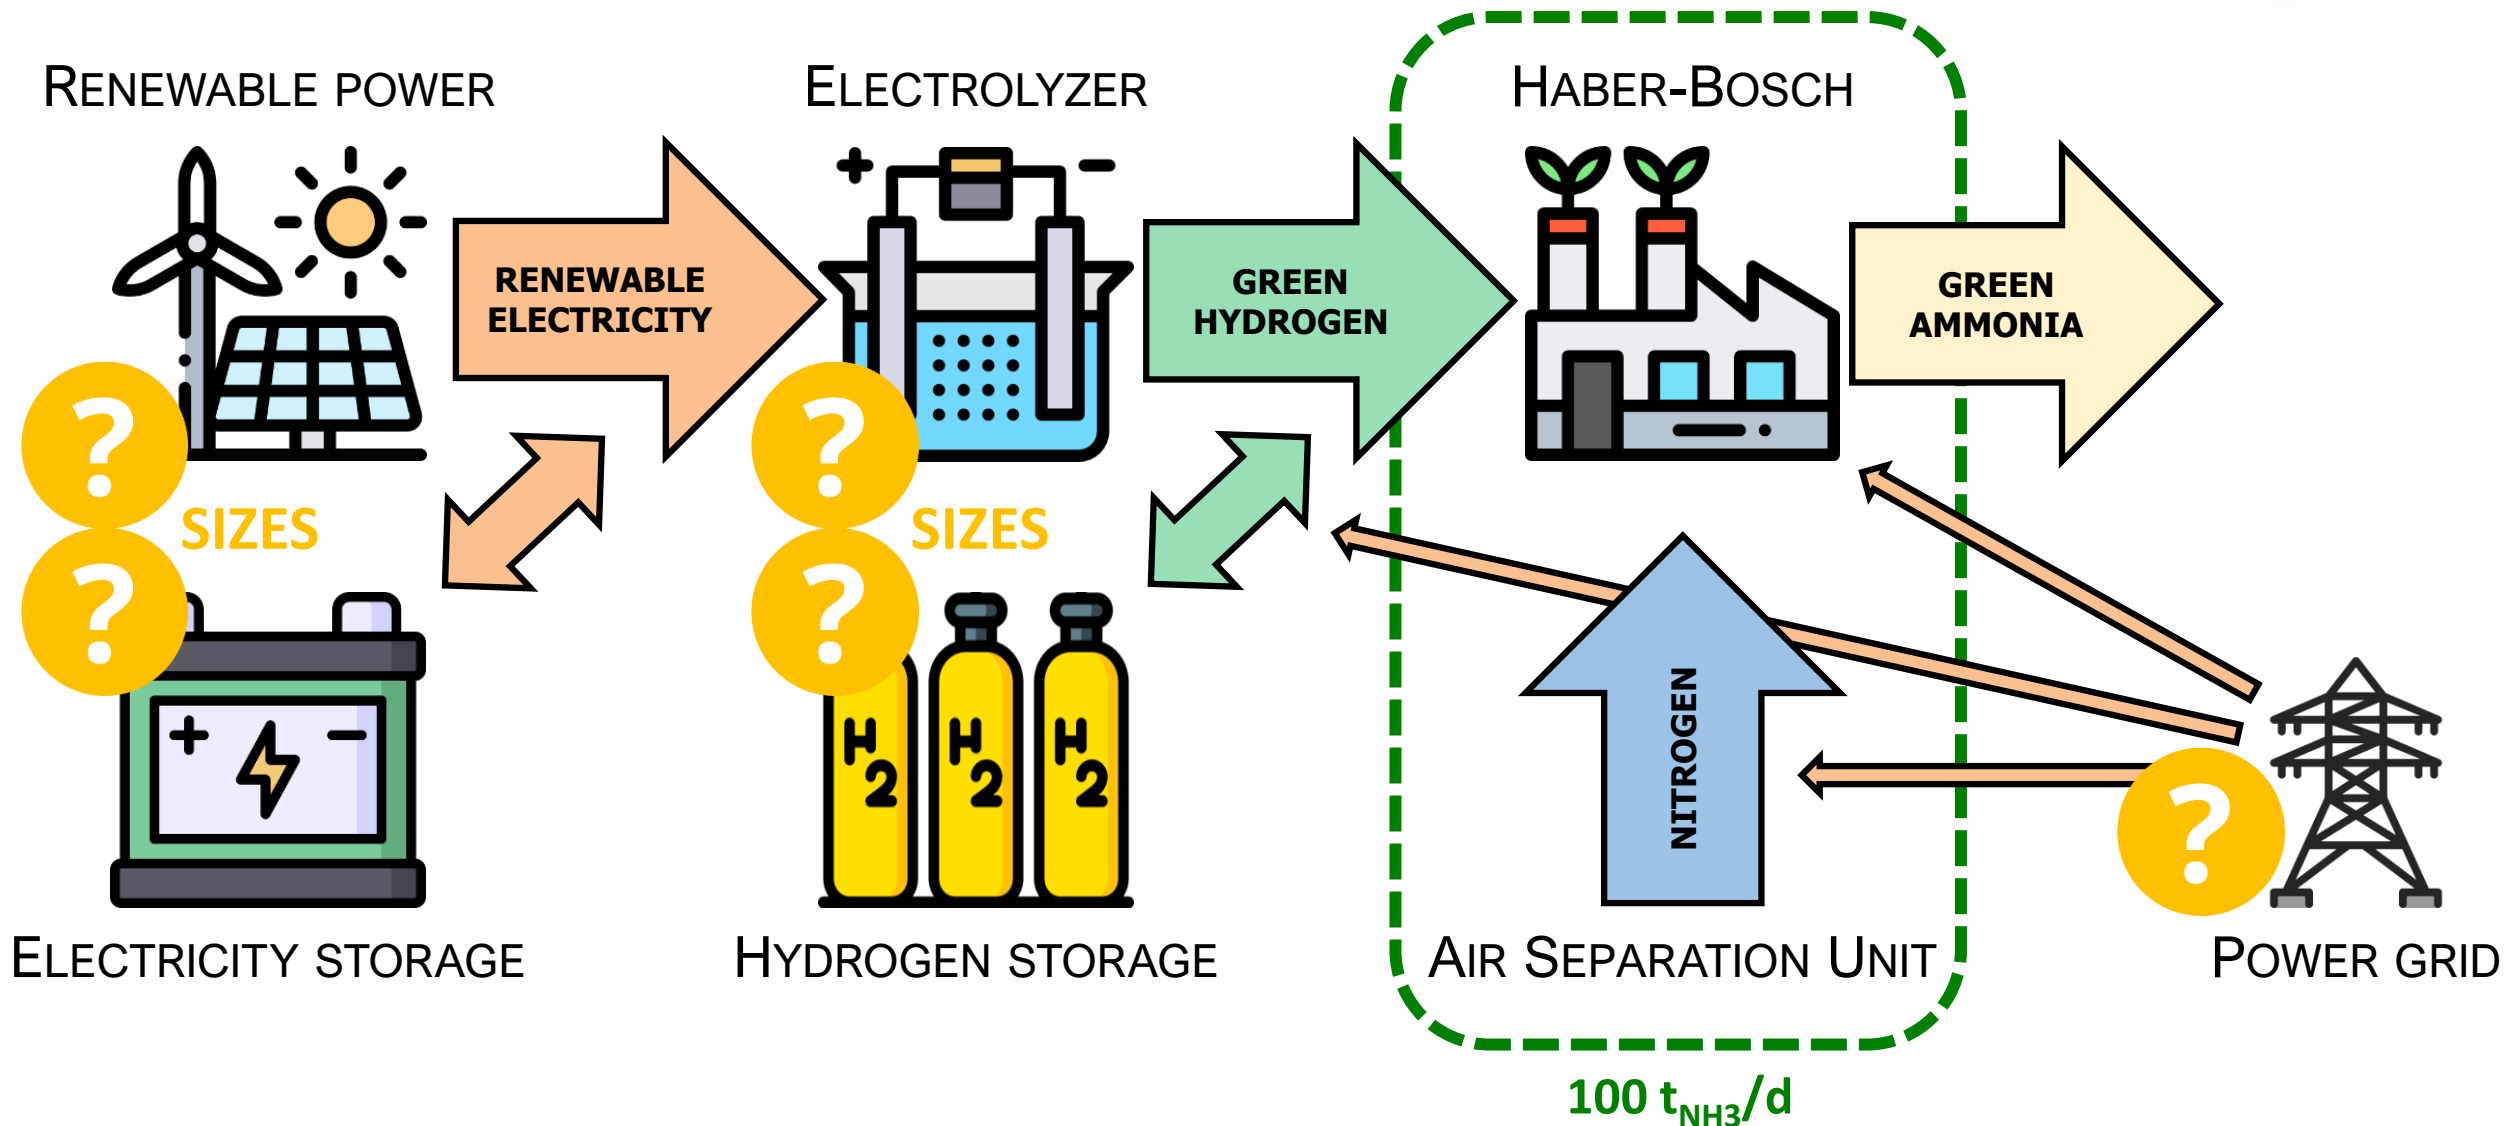 RENEWABLE POWER
ELECTROLYZER
HABER-BOSCH
RENEWABLE
ELECTRICITY
GREEN
HYDROGEN
GREEN
AMMONIA
?
?
SIZES
?
?
SIZES
+ −
+ −
H2 H2 H2
NITROGEN
?
ELECTRICITY STORAGE
HYDROGEN STORAGE
AIR SEPARATION UNIT
POWER GRID
100 tNH3/d